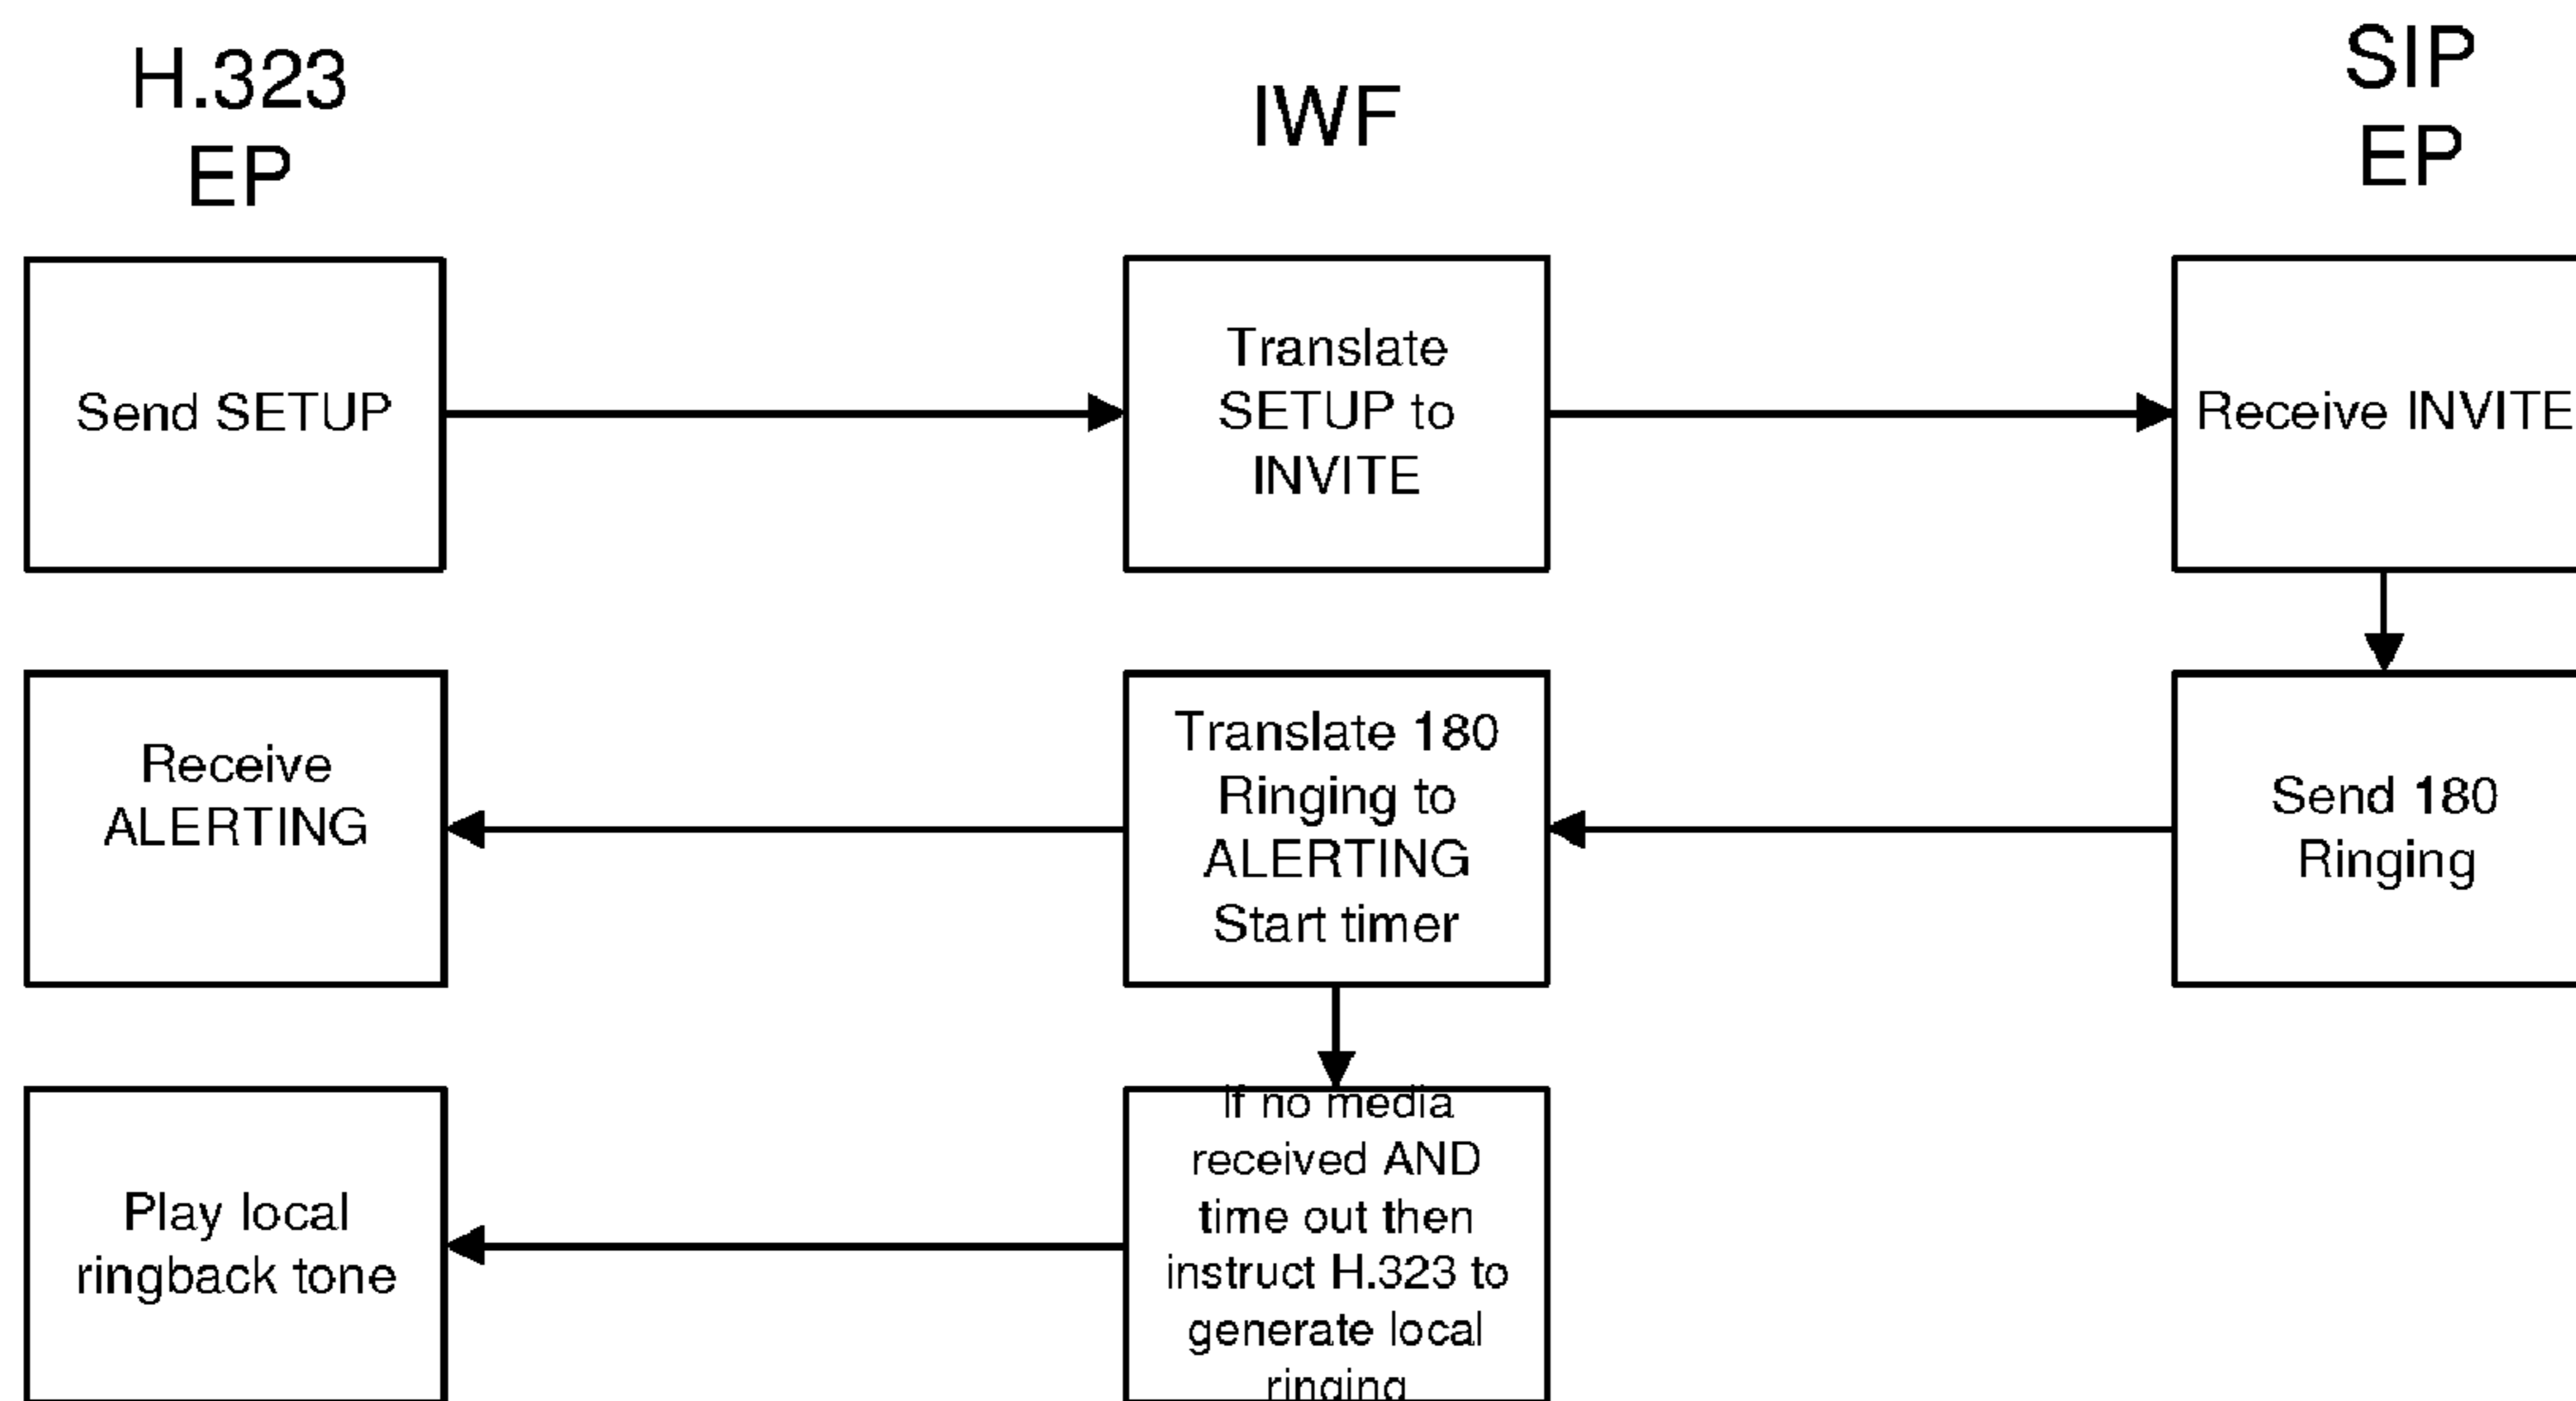 H.323
EP
IWF
SIP
EP
Send SETUP
Translate
SETUP to
INVITE
Receive INVITE
Receive
ALERTING
Translate 180
Ringing to
ALERTING
Start timer
Send 180
Ringing
Play local
ringback tone
If no media
received AND
time out then
instruct H.323 to
generate local
ringing